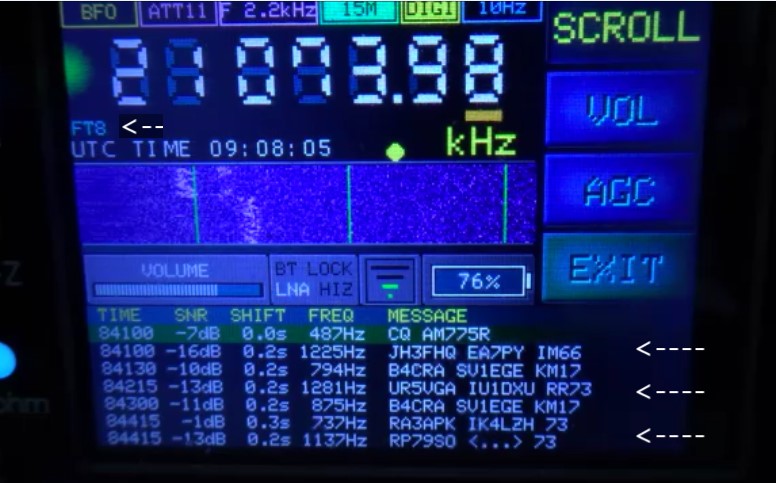 BFO ATT11 F 2.2kHz 15M DIGI 10Hz
SCROLL
21 073.98
FT8 <--
UTC TIME 09:08:05 kHz
VOL
AGC
VOLUME BT LOCK
LNA HIZ
76%
EXIT
TIME SNR SHIFT FREQ MESSAGE
84100 -7dB 0.0s 487Hz CQ AM775R
84100 -16dB 0.2s 1225Hz JH3FHQ EA7PY IM66 <----
84130 -10dB 0.2s 794Hz B4CRA SV1EGE KM17
84215 -13dB 0.2s 1281Hz UR5VGA IU1DXU RR73 <----
84300 -11dB 0.2s 875Hz B4CRA SV1EGE KM17
84415 -1dB 0.3s 737Hz RA3APK IK4LZH 73
84415 -13dB 0.2s 1137Hz RP79SO <...> 73 <----
Z
ohm